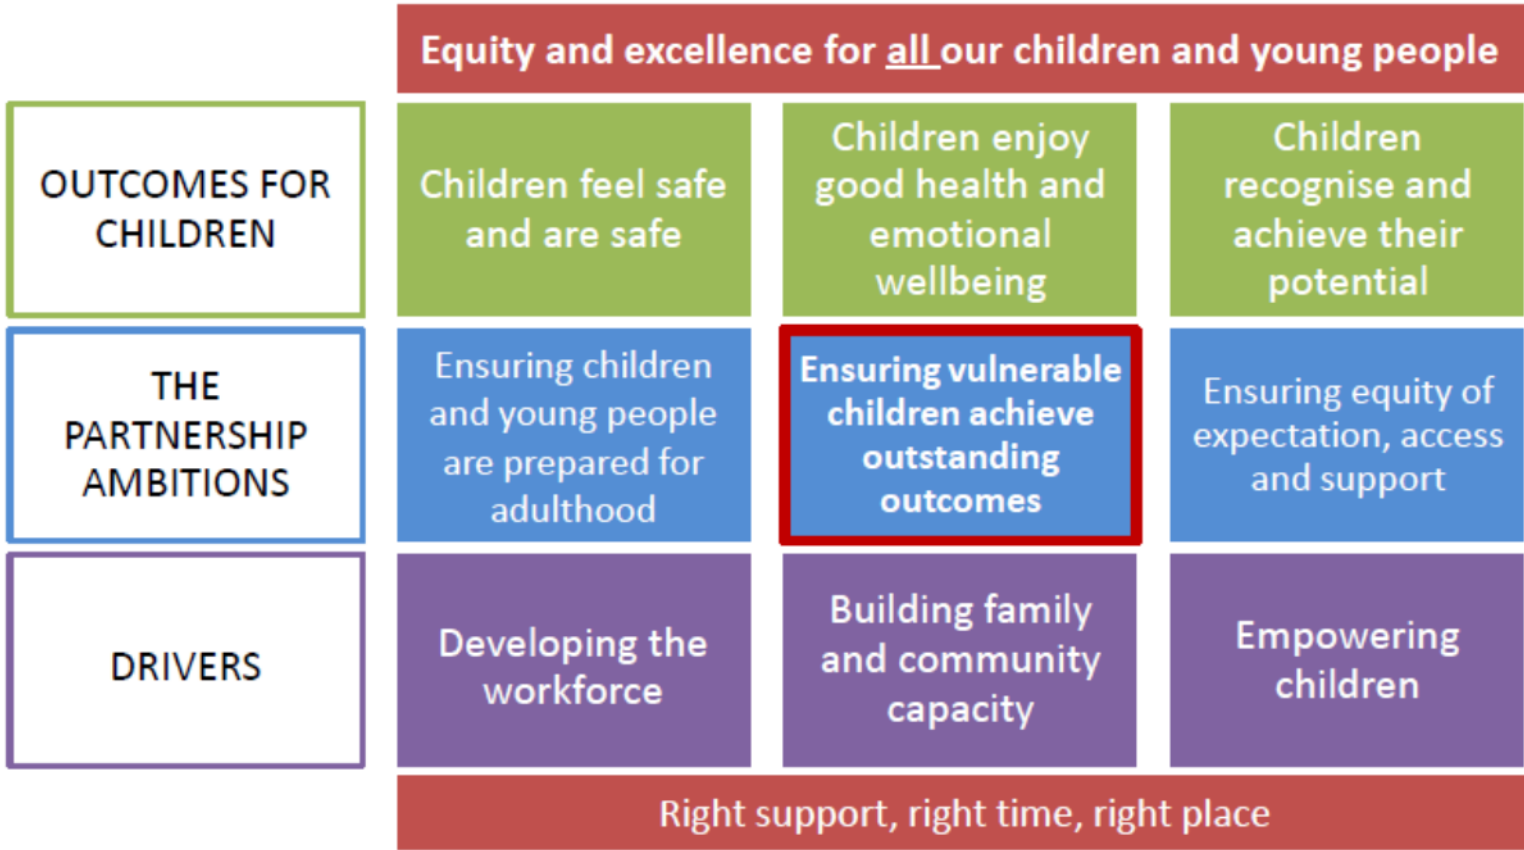 Equity and excellence for all our children and young people
OUTCOMES FOR
CHILDREN
Children feel safe
and are safe
Children enjoy
good health and
emotional
wellbeing
Children
recognise and
achieve their
potential
THE
PARTNERSHIP
AMBITIONS
Ensuring children
and young people
are prepared for
adulthood
Ensuring vulnerable
children achieve
outstanding
outcomes
Ensuring equity of
expectation, access
and support
DRIVERS
Developing the
workforce
Building family
and community
capacity
Empowering
children
Right support, right time, right place